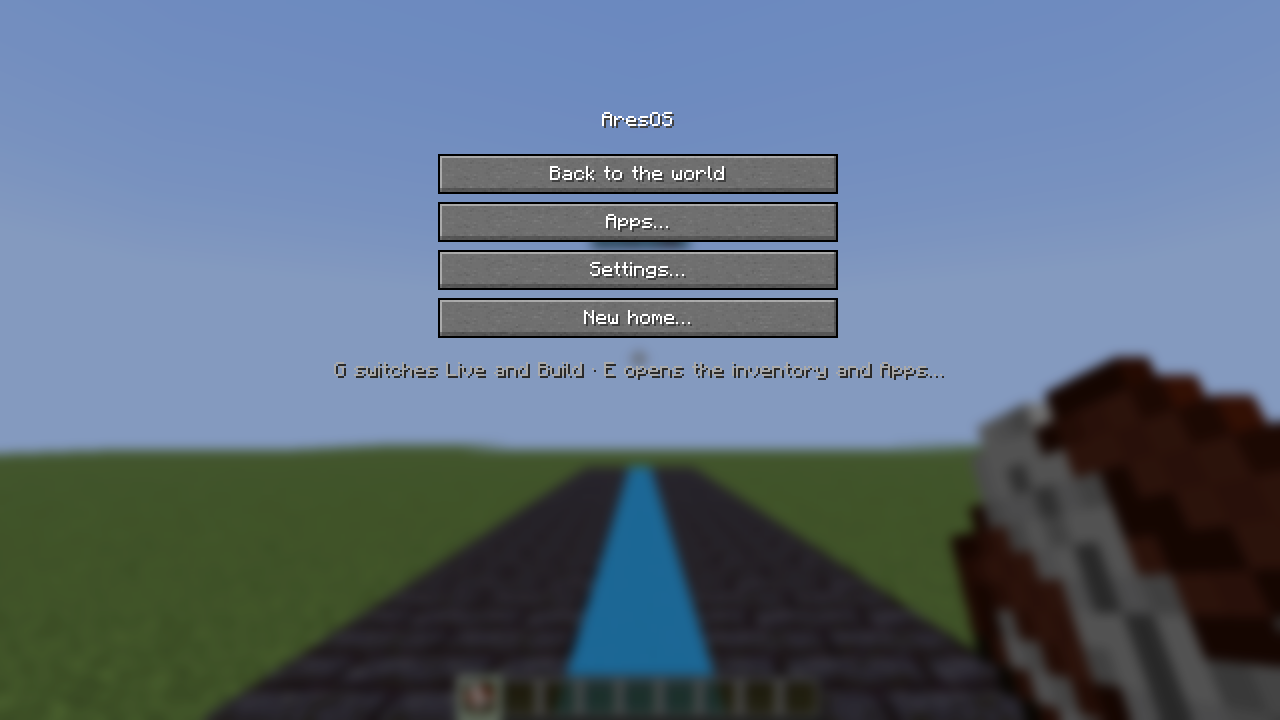 AresOS
Back to the world
Apps...
Settings...
New home...
G switches Live and Build · E opens the inventory and Apps...